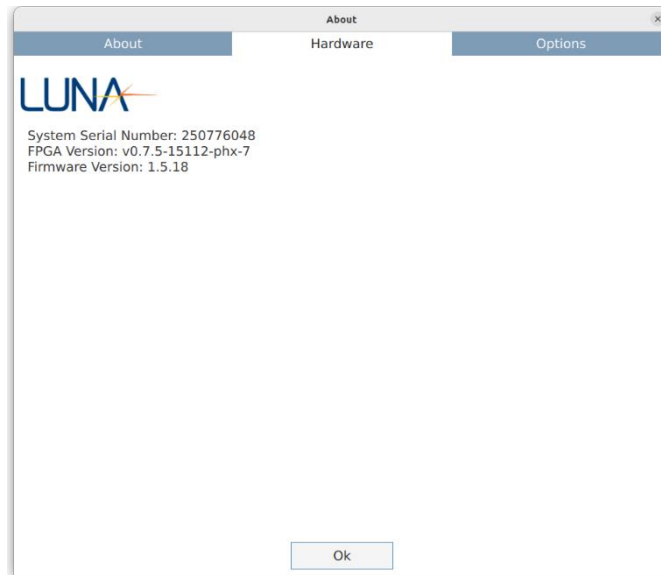 About
About Hardware Options
LUNA
System Serial Number: 250776048
FPGA Version: v0.7.5-15112-phx-7
Firmware Version: 1.5.18
Ok